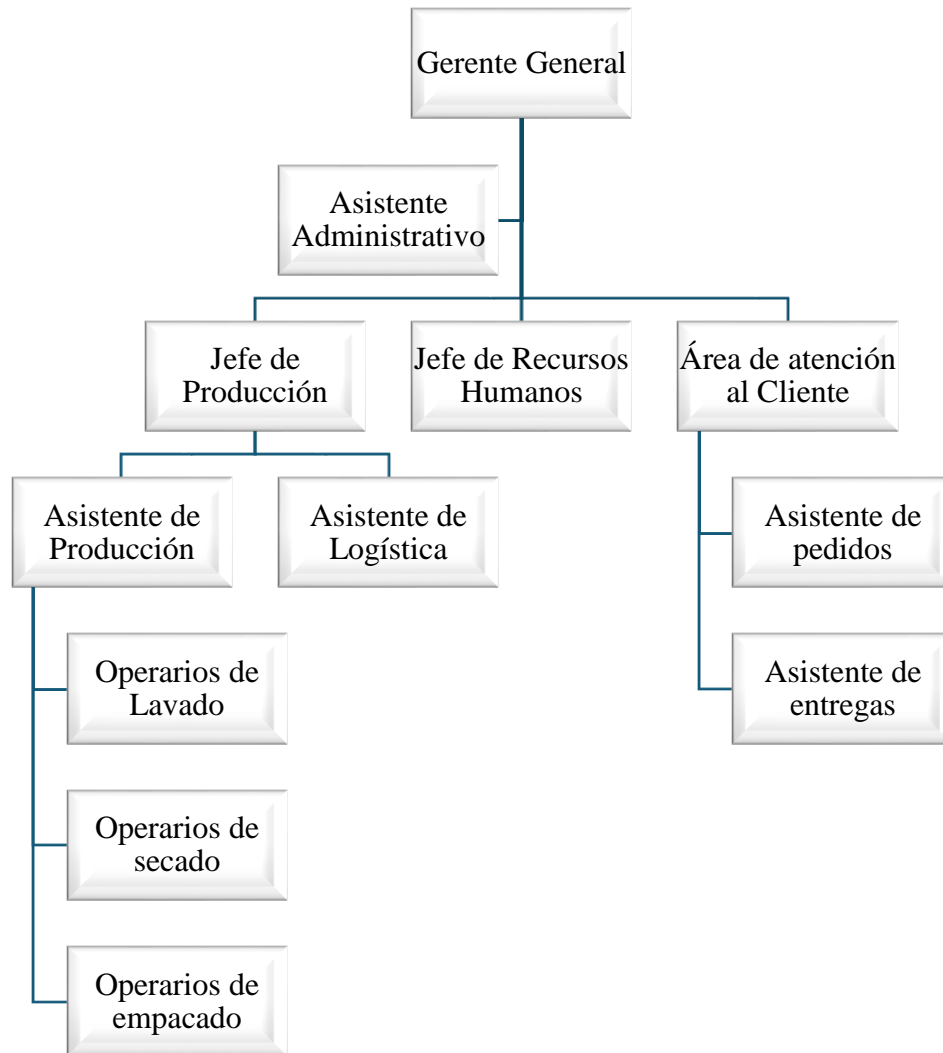 Gerente General
Asistente
Administrativo
Jefe de
Producción
Jefe de Recursos
Humanos
Área de atención
al Cliente
Asistente de
Producción
Asistente de
Logística
Asistente de
pedidos
Operarios de
Lavado
Asistente de
entregas
Operarios de
secado
Operarios de
empacado